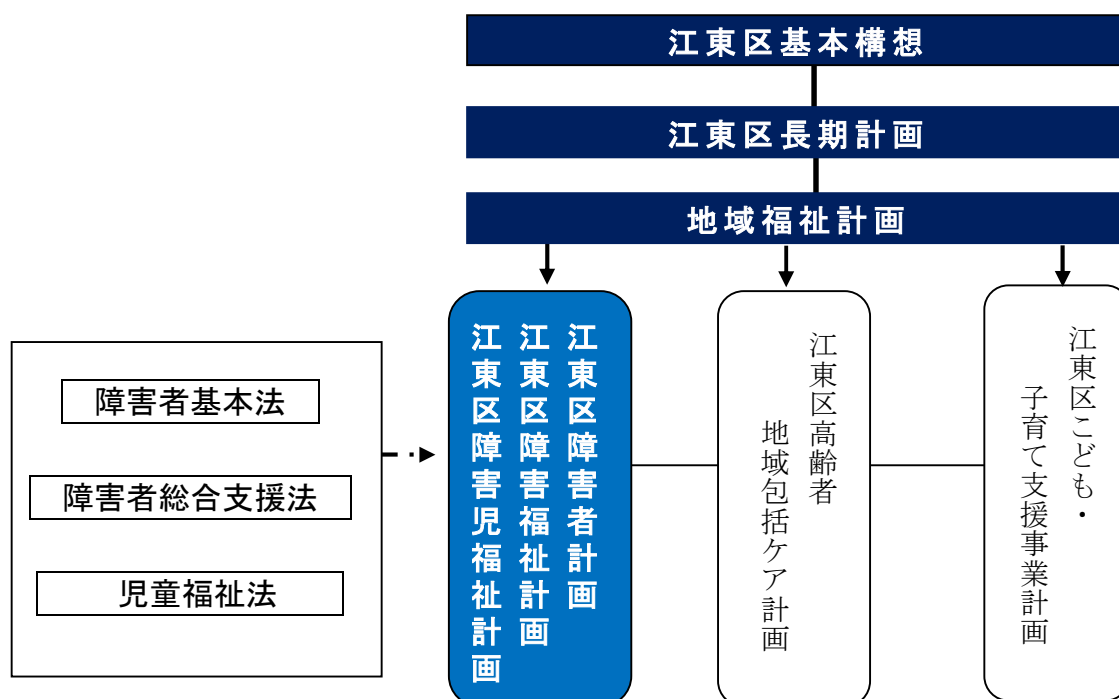 江東区基本構想
江東区長期計画
地域福祉計画
障害者基本法
障害者総合支援法
児童福祉法
江東区障害者計画
江東区障害福祉計画
江東区障害児福祉計画
江東区高齢者
地域包括ケア計画
江東区こども・
子育て支援事業計画